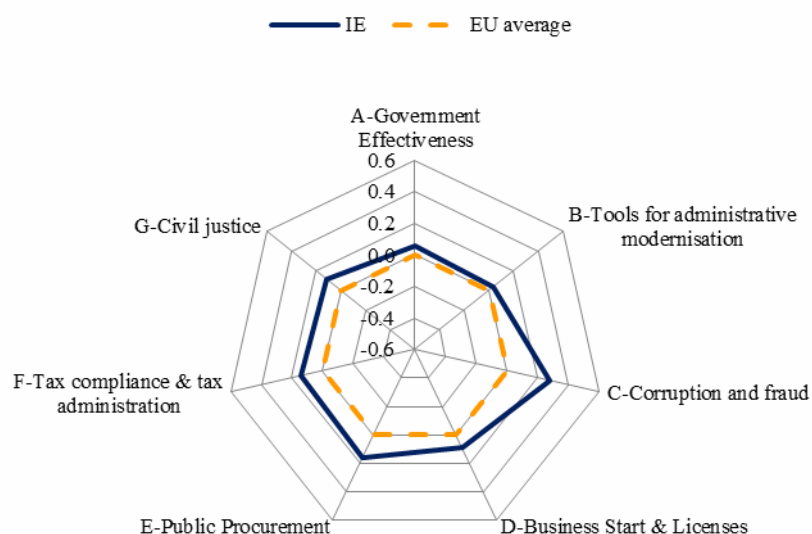 IE
EU average
A-Government
Effectiveness
0.6
0.4
0.2
0.0
-0.2
-0.4
-0.6
B-Tools for administrative
modernisation
C-Corruption and fraud
D-Business Start & Licenses
E-Public Procurement
F-Tax compliance & tax
administration
G-Civil justice